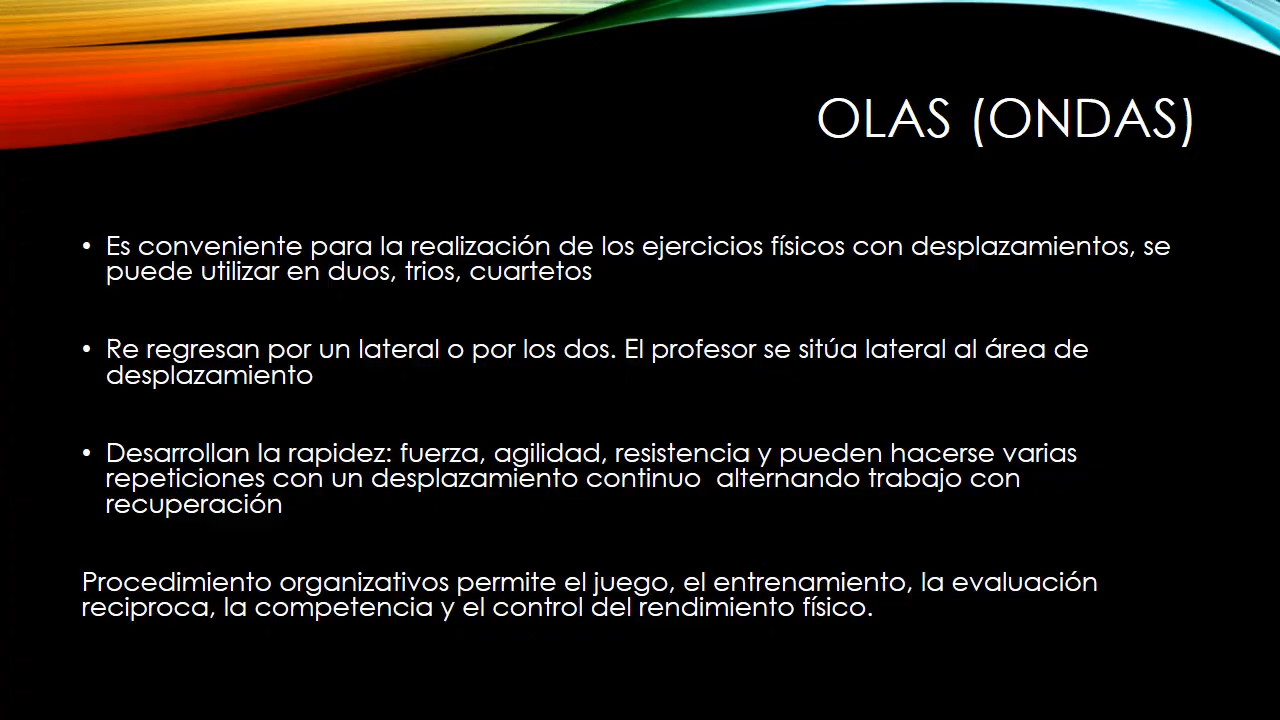 OLAS (ONDAS)
• Es conveniente para la realización de los ejercicios físicos con desplazamientos, se
puede utilizar en duos, trios, cuartetos
• Re regresan por un lateral o por los dos. El profesor se sitúa lateral al área de
desplazamiento
• Desarrollan la rapidez: fuerza, agilidad, resistencia y pueden hacerse varias
repeticiones con un desplazamiento continuo  alternando trabajo con
recuperación
Procedimiento organizativos permite el juego, el entrenamiento, la evaluación
reciproca, la competencia y el control del rendimiento físico.